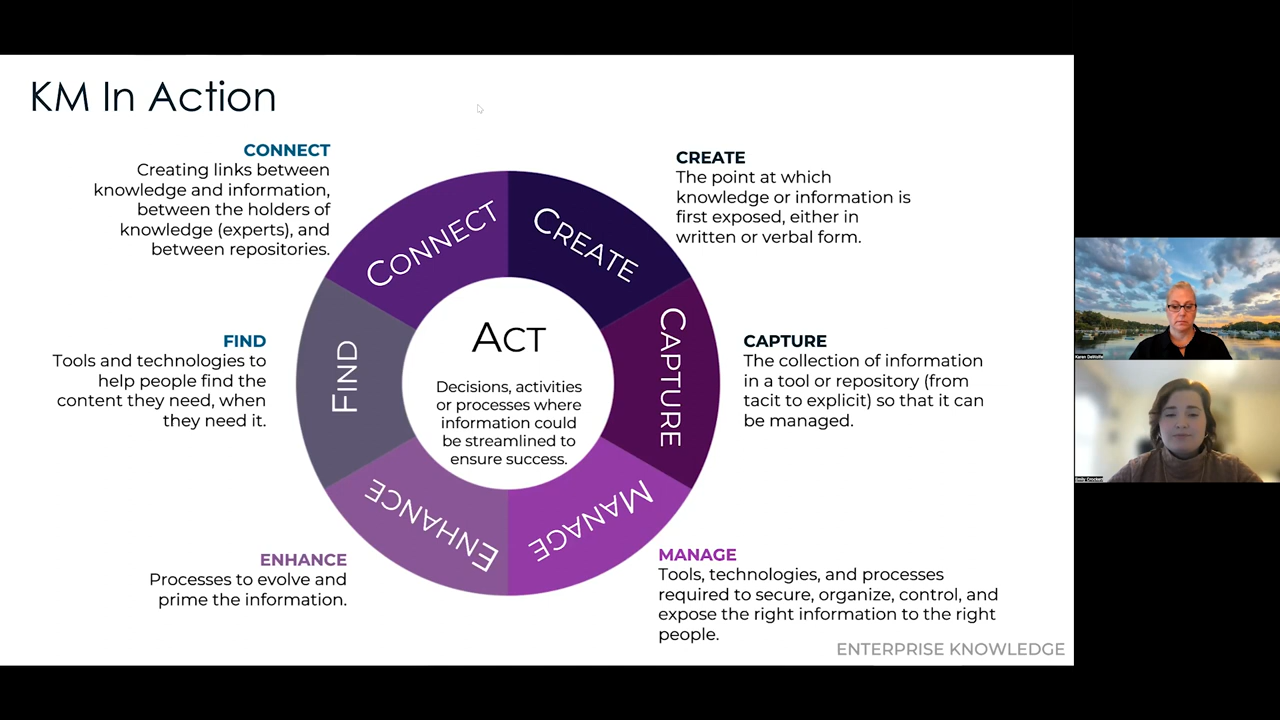 KM In Action
CONNECT
Creating links between
knowledge and information,
between the holders of
knowledge (experts), and
between repositories.
CREATE
The point at which
knowledge or information is
first exposed, either in
written or verbal form.
FIND
Tools and technologies to
help people find the
content they need, when
they need it.
CAPTURE
The collection of information
in a tool or repository (from
tacit to explicit) so that it can
be managed.
ENHANCE
Processes to evolve and
prime the information.
MANAGE
Tools, technologies, and processes
required to secure, organize, control, and
expose the right information to the right
people.
CONNECT
CREATE
CAPTURE
MANAGE
ENHANCE
FIND
ACT
Decisions, activities
or processes where
information could
be streamlined to
ensure success.
ENTERPRISE KNOWLEDGE
Karen DeWolfe
Emily Crockett